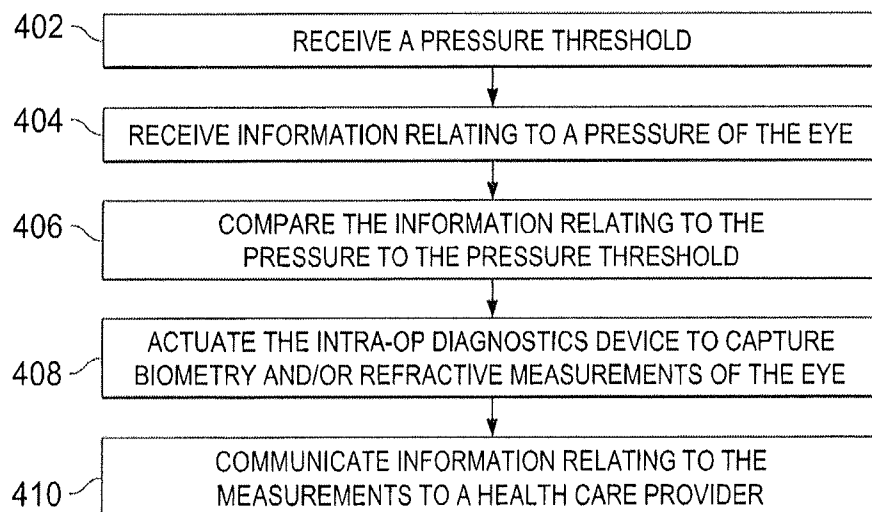 402
RECEIVE A PRESSURE THRESHOLD
404
RECEIVE INFORMATION RELATING TO A PRESSURE OF THE EYE
406
COMPARE THE INFORMATION RELATING TO THE
PRESSURE TO THE PRESSURE THRESHOLD
408
ACTUATE THE INTRA-OP DIAGNOSTICS DEVICE TO CAPTURE
BIOMETRY AND/OR REFRACTIVE MEASUREMENTS OF THE EYE
410
COMMUNICATE INFORMATION RELATING TO THE
MEASUREMENTS TO A HEALTH CARE PROVIDER